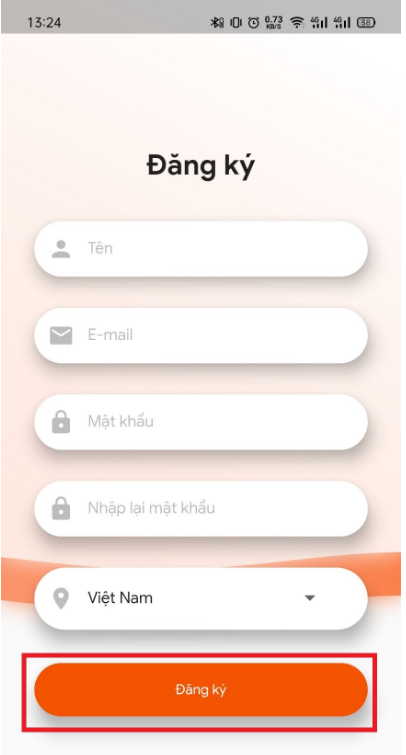 13:24 0.73 KB/S 4G 4G 38
Đăng ký
Tên
E-mail
Mật khẩu
Nhập lại mật khẩu
Việt Nam
Đăng ký